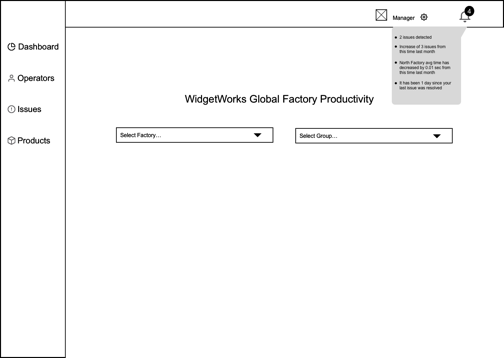 Manager
4
2 issues detected
Increase of 3 issues from
this time last month
North Factory avg time has
decreased by 0.01 sec from
this time last month
It has been 1 day since your
last issue was resolved
Dashboard
Operators
Issues
Products
WidgetWorks Global Factory Productivity
Select Factory...
Select Group...